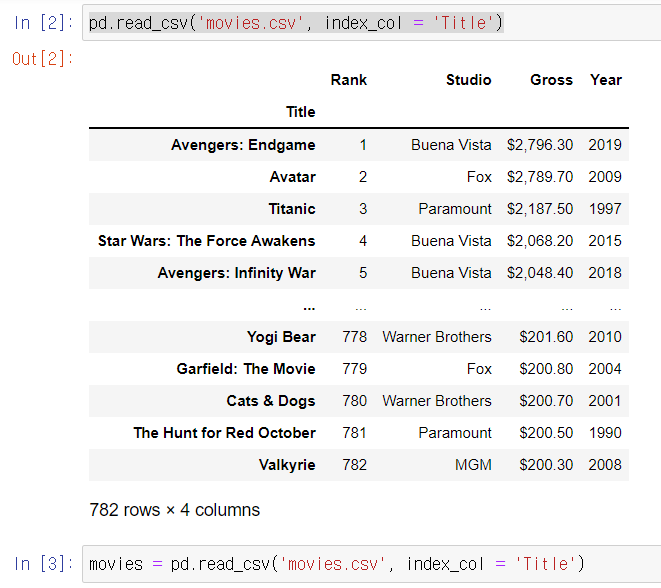 In [2]: pd.read_csv('movies.csv', index_col = 'Title')
Out[2]:
Rank Studio Gross Year
Title
Avengers: Endgame 1 Buena Vista $2,796.30 2019
Avatar 2 Fox $2,789.70 2009
Titanic 3 Paramount $2,187.50 1997
Star Wars: The Force Awakens 4 Buena Vista $2,068.20 2015
Avengers: Infinity War 5 Buena Vista $2,048.40 2018
... ... ... ... ...
Yogi Bear 778 Warner Brothers $201.60 2010
Garfield: The Movie 779 Fox $200.80 2004
Cats & Dogs 780 Warner Brothers $200.70 2001
The Hunt for Red October 781 Paramount $200.50 1990
Valkyrie 782 MGM $200.30 2008
782 rows × 4 columns
In [3]: movies = pd.read_csv('movies.csv', index_col = 'Title')